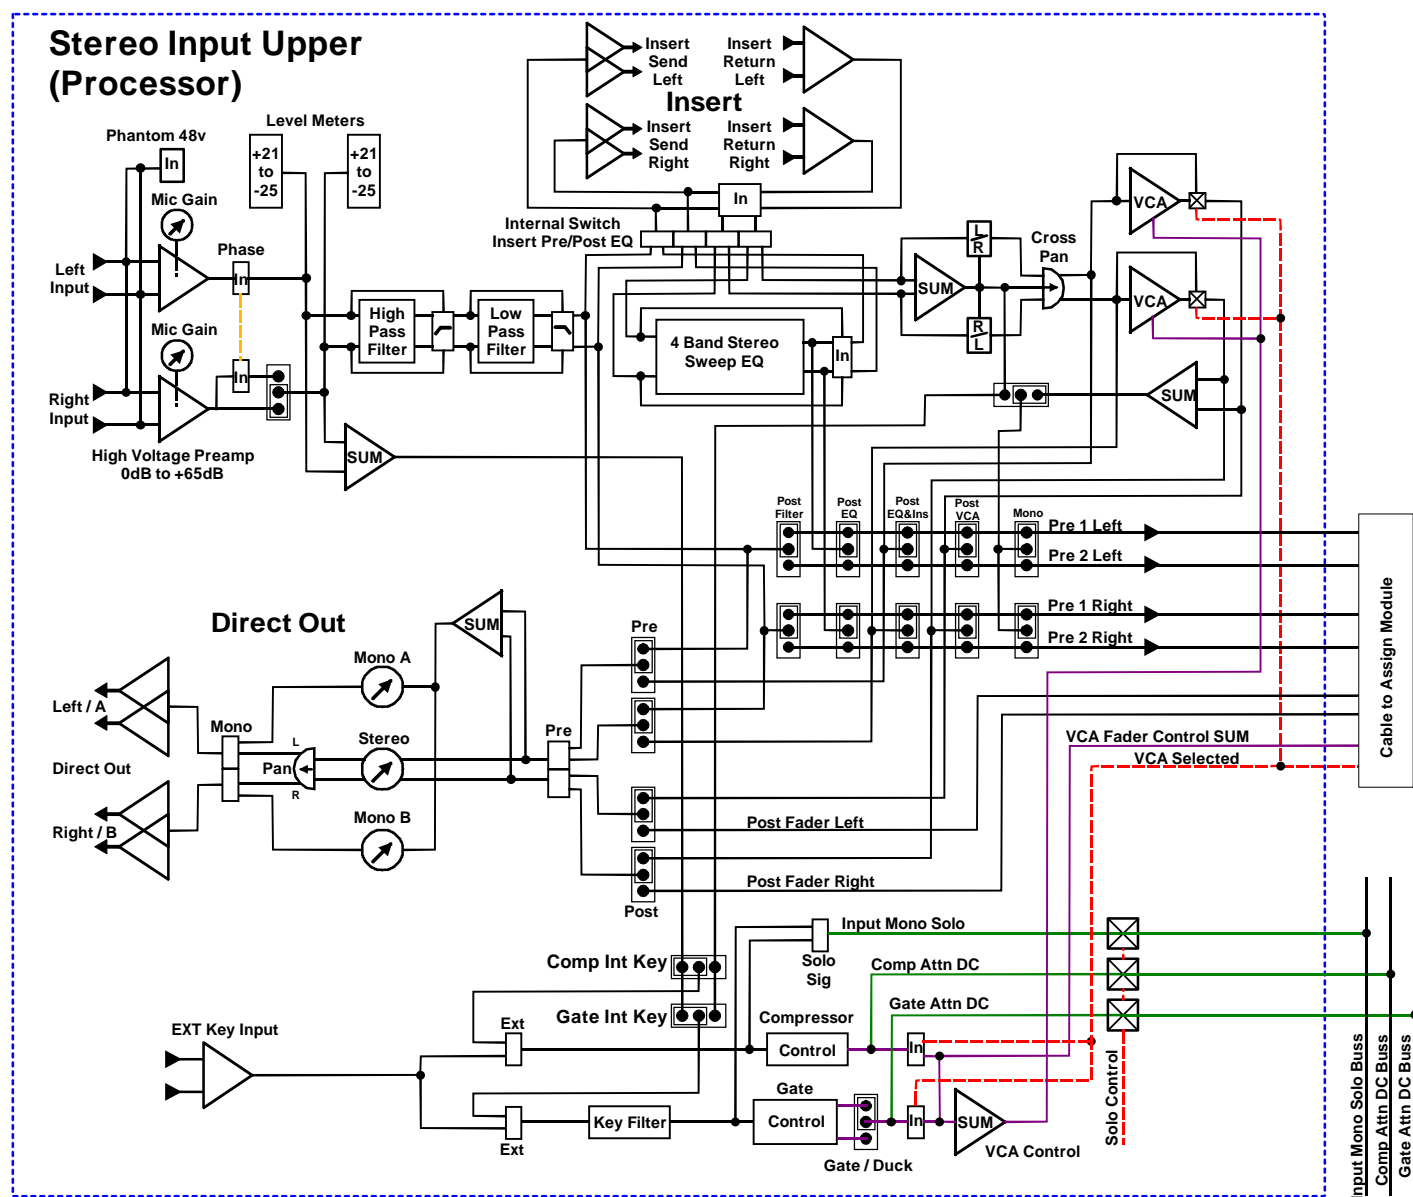 Stereo Input Upper
(Processor)
Phantom 48v
In
Level Meters
+21
to
-25
+21
to
-25
Mic Gain
Phase
In
Left
Input
Mic Gain
In
Right
Input
High Voltage Preamp
0dB to +65dB
SUM
High
Pass
Filter
Low
Pass
Filter
Insert
Send
Left
Insert
Return
Left
Insert
Insert
Send
Right
Insert
Return
Right
In
Internal Switch
Insert Pre/Post EQ
4 Band Stereo
Sweep EQ
In
SUM
L
R
R
L
Cross
Pan
VCA
VCA
SUM
Post
Filter
Post
EQ
Post
EQ&Ins
Post
VCA
Mono
Pre 1 Left
Pre 2 Left
Pre 1 Right
Pre 2 Right
Cable to Assign Module
Direct Out
SUM
Pre
Mono A
Left / A
Mono
L
Stereo
Pre
Pan
Direct Out
R
Mono B
Right / B
VCA Fader Control SUM
VCA Selected
Post Fader Left
Post Fader Right
Post
Input Mono Solo
Solo
Sig
Comp Int Key
Comp Attn DC
Gate Int Key
Gate Attn DC
EXT Key Input
Ext
Compressor
Control
In
Gate
Ext
Key Filter
Control
In
SUM
Gate / Duck
VCA Control
Solo Control
Input Mono Solo Buss
Comp Attn DC Buss
Gate Attn DC Buss